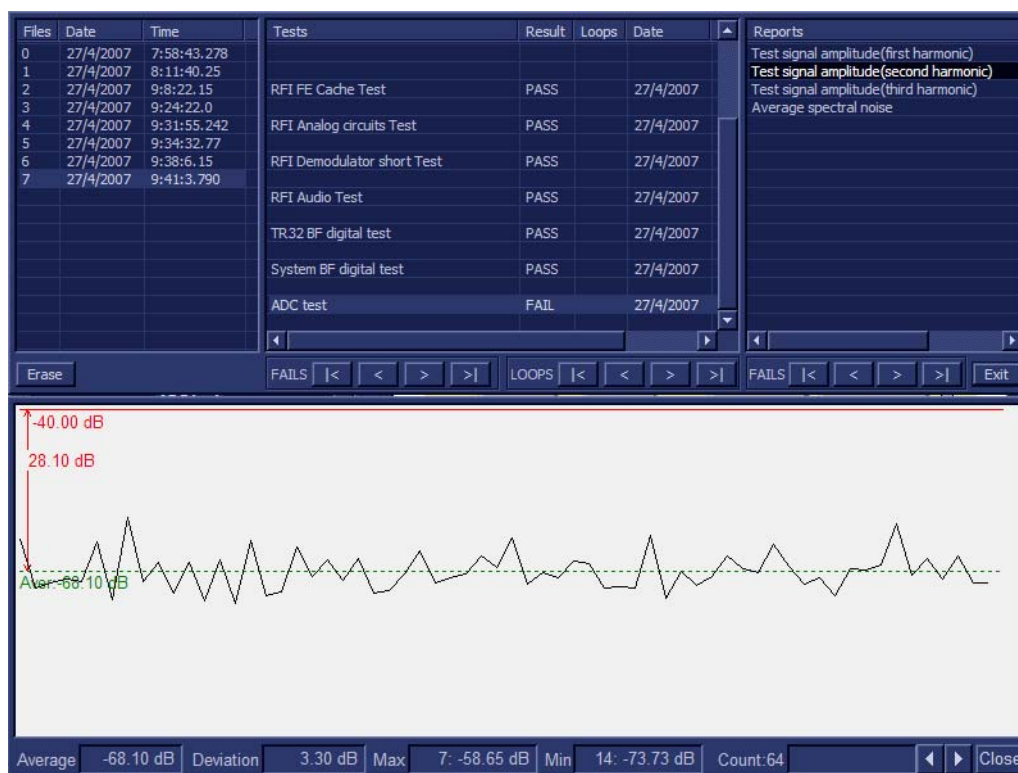 Files Date Time
0 27/4/2007 7:58:43.278
1 27/4/2007 8:11:40.25
2 27/4/2007 9:8:22.15
3 27/4/2007 9:24:22.0
4 27/4/2007 9:31:55.242
5 27/4/2007 9:34:32.77
6 27/4/2007 9:38:6.15
7 27/4/2007 9:41:3.790
Erase
Tests Result Loops Date
RFI FE Cache Test PASS 27/4/2007
RFI Analog circuits Test PASS 27/4/2007
RFI Demodulator short Test PASS 27/4/2007
RFI Audio Test PASS 27/4/2007
TR32 BF digital test PASS 27/4/2007
System BF digital test PASS 27/4/2007
ADC test FAIL 27/4/2007
FAILS |< < > >| LOOPS |< < > >|
Reports
Test signal amplitude(first harmonic)
Test signal amplitude(second harmonic)
Test signal amplitude(third harmonic)
Average spectral noise
FAILS |< < > >| Exit
-40.00 dB
28.10 dB
Aver:-68.10 dB
Average -68.10 dB Deviation 3.30 dB Max 7: -58.65 dB Min 14: -73.73 dB Count:64 Close